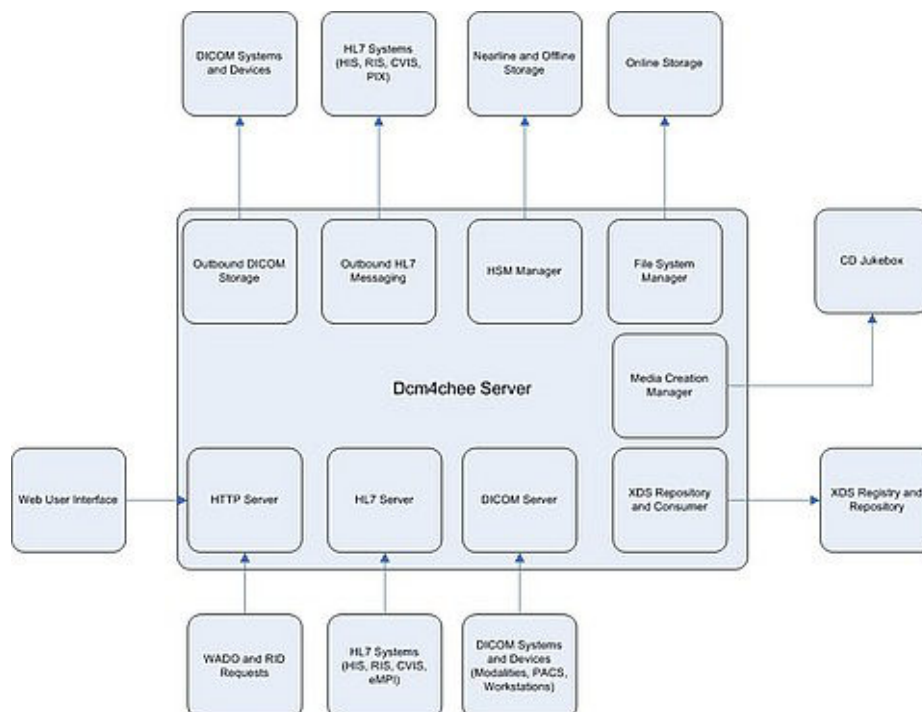 DICOM Systems
and Devices
HL7 Systems
(HIS, RIS, CVIS,
PIX)
Nearline and Offline
Storage
Online Storage
Outbound DICOM
Storage
Outbound HL7
Messaging
HSM Manager
File System
Manager
CD Jukebox
Media Creation
Manager
Dcm4chee Server
Web User Interface
HTTP Server
HL7 Server
DICOM Server
XDS Repository
and Consumer
XDS Registry and
Repository
WADO and RID
Requests
HL7 Systems
(HIS, RIS, CVIS,
eMPI)
DICOM Systems
and Devices
(Modalities, PACS,
Workstations)